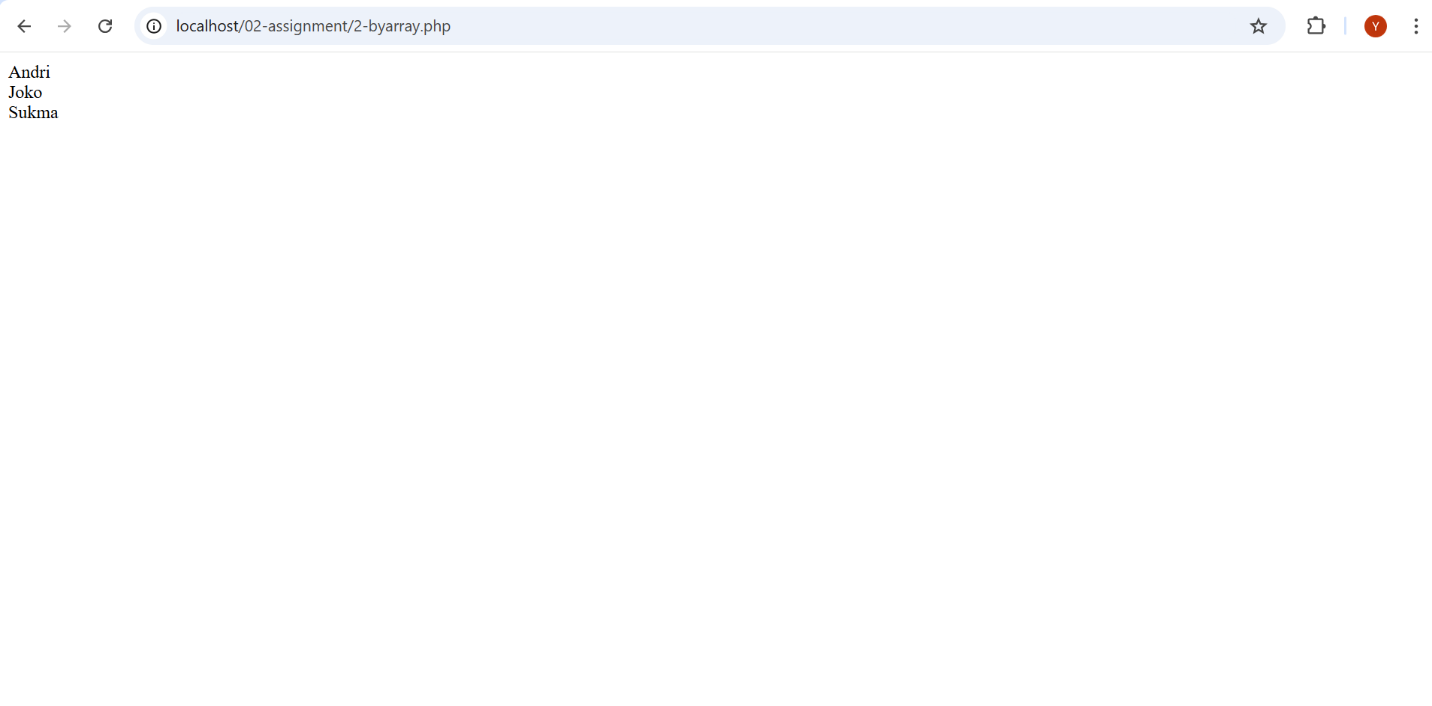 localhost/02-assignment/2-byarray.php
Y
Andri
Joko
Sukma